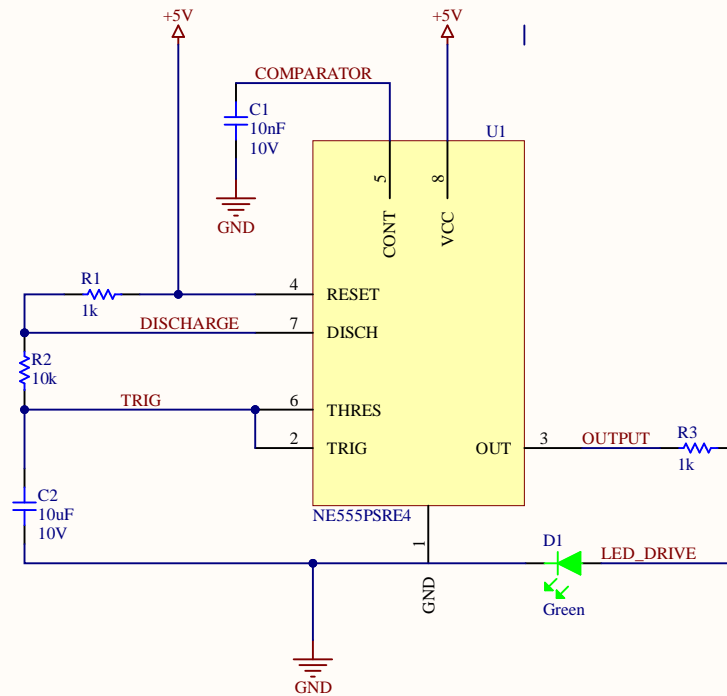 +5V
+5V
COMPARATOR
C1
10nF
10V
GND
U1
5
8
CONT
VCC
R1
1k
4
RESET
DISCHARGE
7
DISCH
R2
10k
TRIG
6
THRES
2
TRIG
OUT
3
OUTPUT
R3
1k
C2
10uF
10V
NE555PSRE4
1
GND
D1
LED_DRIVE
Green
GND